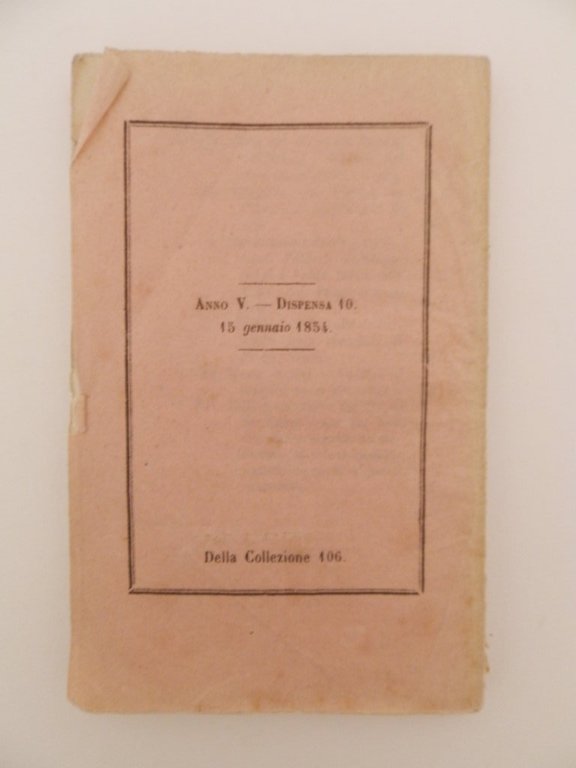 Anno V. — Dispensa 10.
15 gennaio 1854.
Della Collezione 106.